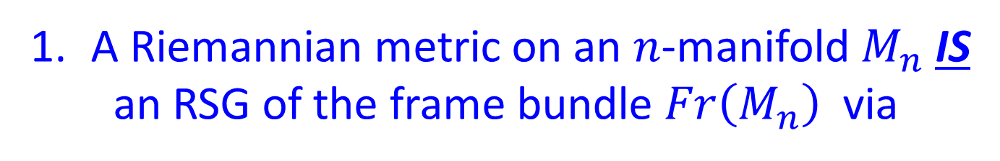 1. A Riemannian metric on an n-manifold Mₙ IS
an RSG of the frame bundle Fr(Mₙ) via